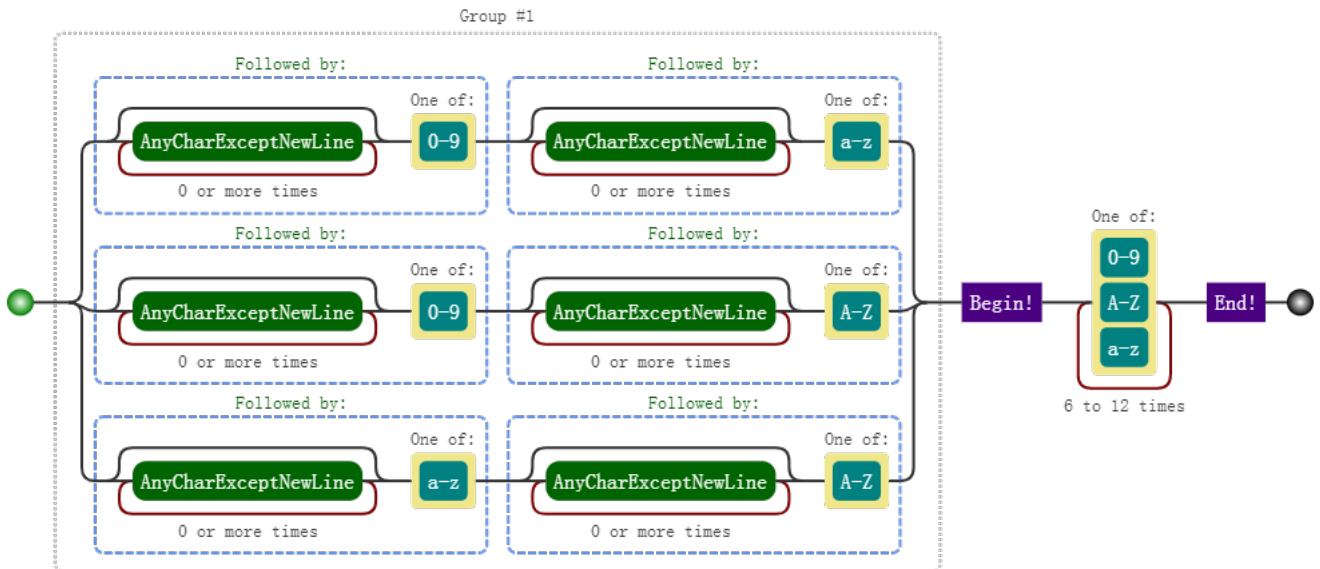 Group #1
Followed by: Followed by:
One of: One of:
AnyCharExceptNewLine 0-9 AnyCharExceptNewLine a-z
0 or more times 0 or more times
Followed by: Followed by:
One of: One of:
One of:
0-9
AnyCharExceptNewLine 0-9 AnyCharExceptNewLine A-Z Begin! A-Z End!
a-z
0 or more times 0 or more times
6 to 12 times
Followed by: Followed by:
One of: One of:
AnyCharExceptNewLine a-z AnyCharExceptNewLine A-Z
0 or more times 0 or more times